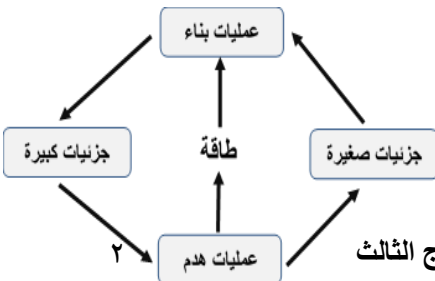 عمليات بناء
جزئيات صغيرة
طاقة
جزئيات كبيرة
ج الثالث
٢
عمليات هدم